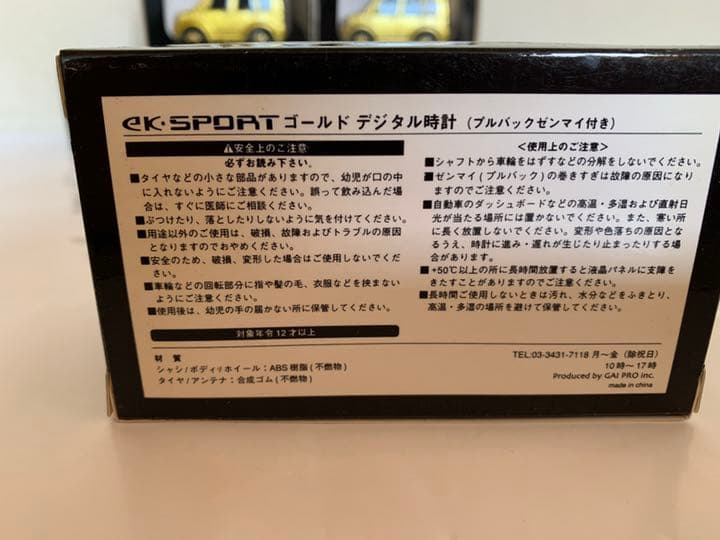 eK・SPORT ゴールド デジタル時計 (プルバックゼンマイ付き)
⚠安全上のご注意
必ずお読み下さい。
■タイヤなどの小さな部品がありますので、幼児が口の中
に入れないようにご注意ください。誤って飲み込んだ場
合は、すぐに医師にご相談ください。
■ぶつけたり、落としたりしないように気を付けてください。
■用途以外のご使用は、破損、故障およびトラブルの原因
となりますのでおやめください。
■安全のため、破損、変形した場合はご使用しないでくだ
さい。
■車輪などの回転部分に指や髪の毛、衣服などを挟まない
ようにご注意ください。
■使用後は、幼児の手の届かない所に保管してください。
対象年令12才以上
材 質
シャシ/ボディ/ホイール:ABS樹脂(不燃物)
タイヤ/アンテナ:合成ゴム(不燃物)
<使用上のご注意>
■シャフトから車輪をはずすなどの分解をしないでください。
■ゼンマイ(プルバック)の巻きすぎは故障の原因になり
ますのでご注意ください。
■自動車のダッシュボードなどの高温・多湿および直射日
光が当たる場所には置かないでください。また、寒い所
に長く放置しないでください。変形や色落ちの原因とな
るうえ、時計に進み・遅れが生じたり止まったりする場
合があります。
■+50℃以上の所に長時間放置すると液晶パネルに支障を
きたすことがありますのでご注意ください。
■長時間ご使用しないときは汚れ、水分などをふきとり、
高温・多湿の場所を避けて保管してください。
TEL:03-3431-7118 月〜金(除祝日)
10時〜17時
Produced by GAI PRO inc.
made in china